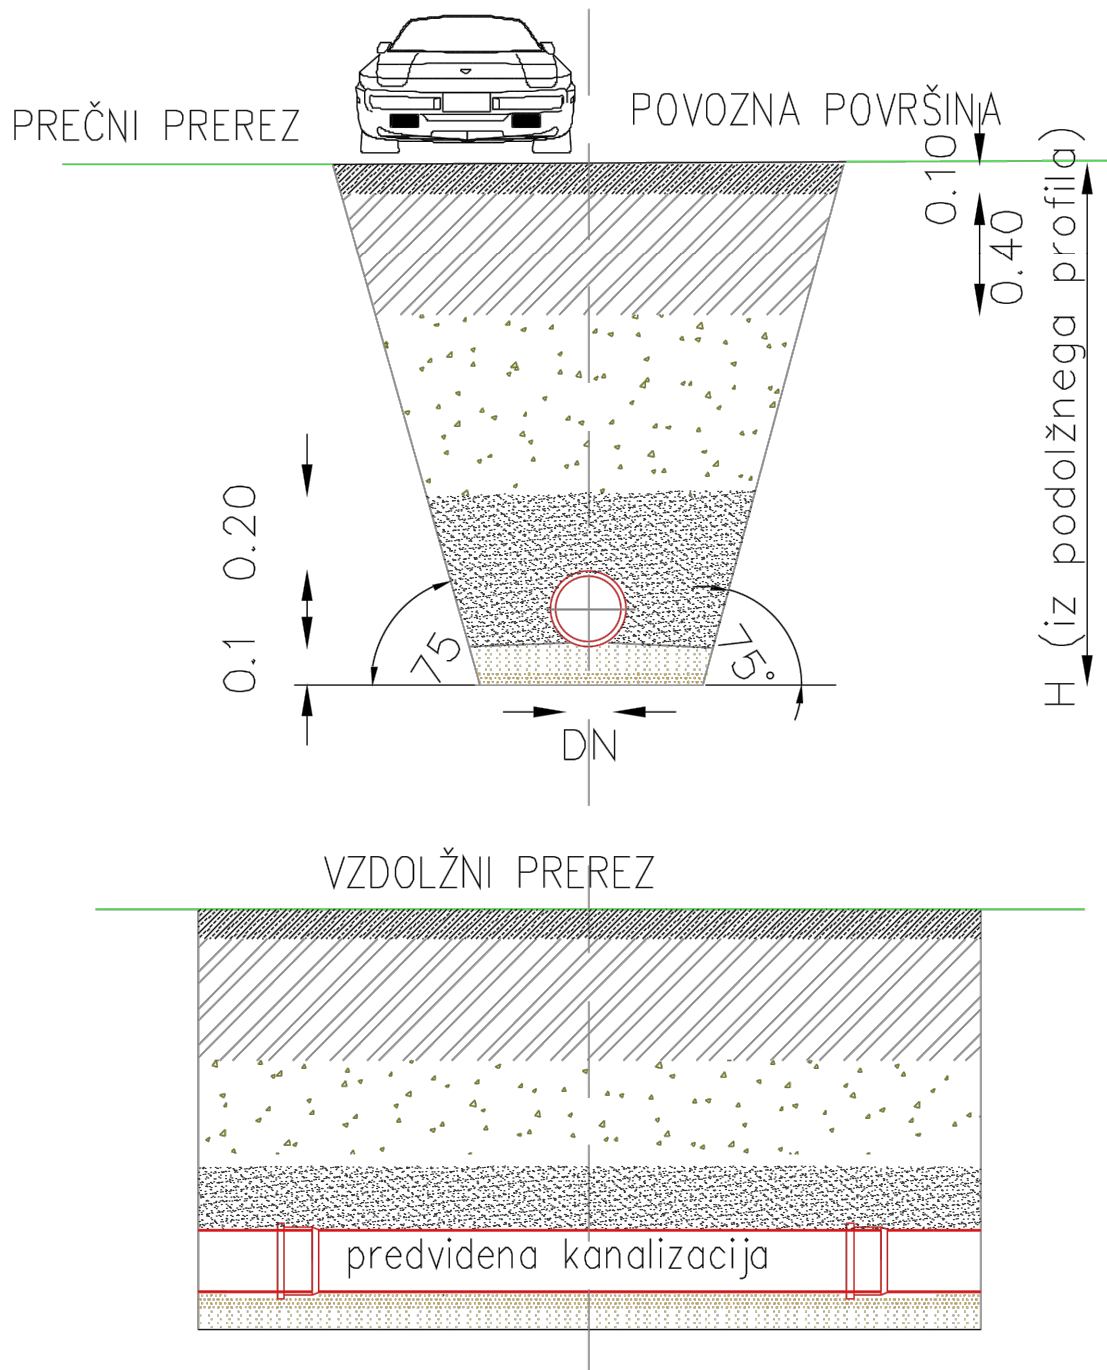 PREČNI PREREZ
POVOZNA POVRŠINA
0.10
0.40
H (iz podolžnega profila)
0.20
0.1
75
75°
DN
VZDOLŽNI PREREZ
predvidena kanalizacija